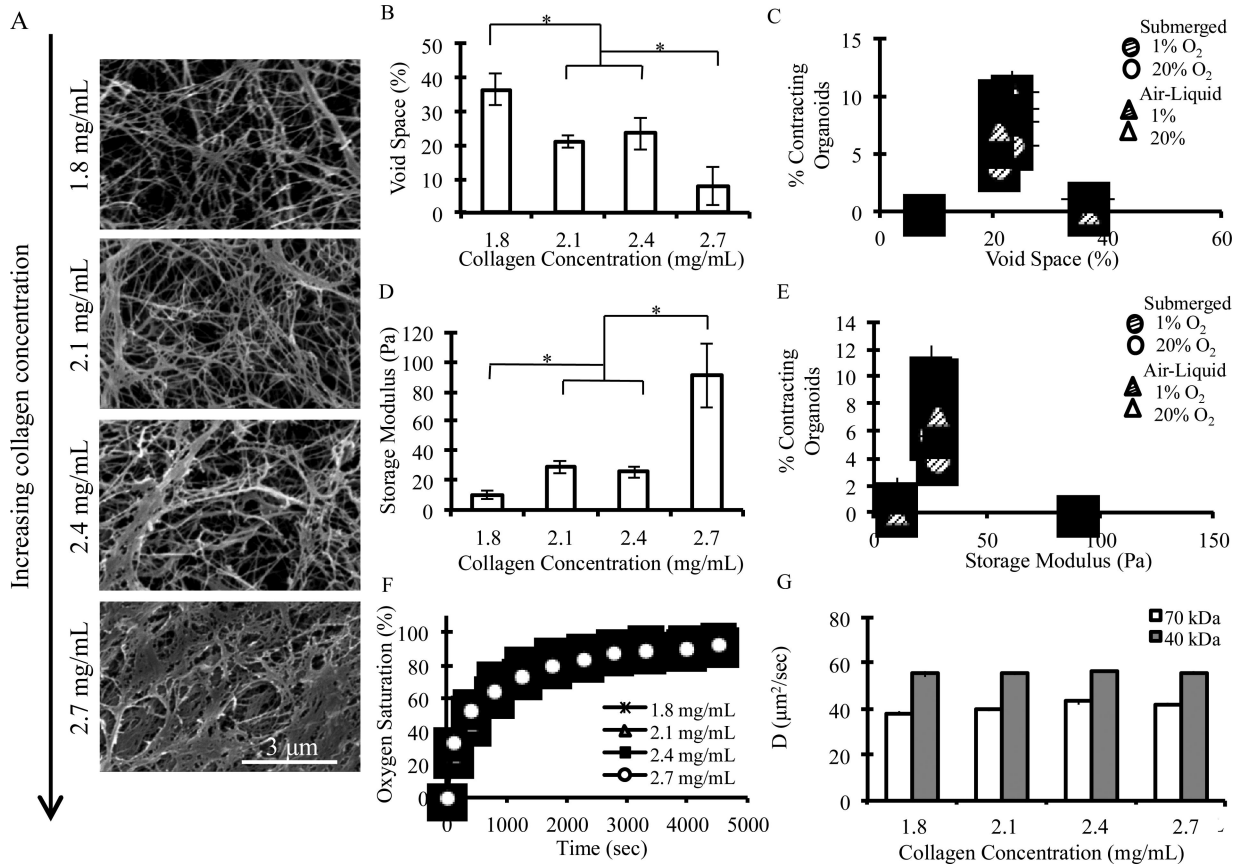 A
Increasing collagen concentration
1.8 mg/mL
2.1 mg/mL
2.4 mg/mL
2.7 mg/mL
3 μm
B
Void Space (%)
50
40
30
20
10
0
*
*
1.8 2.1 2.4 2.7
Collagen Concentration (mg/mL)
C
% Contracting
Organoids
15
10
5
0
0 20 40 60
Void Space (%)
Submerged
1% O₂
20% O₂
Air-Liquid
1%
20%
D
Storage Modulus (Pa)
120
100
80
60
40
20
0
*
*
1.8 2.1 2.4 2.7
Collagen Concentration (mg/mL)
E
% Contracting
Organoids
14
12
10
8
6
4
2
0
0 50 100 150
Storage Modulus (Pa)
Submerged
1% O₂
20% O₂
Air-Liquid
1% O₂
20% O₂
F
Oxygen Saturation (%)
100
80
60
40
20
0
0 1000 2000 3000 4000 5000
Time (sec)
1.8 mg/mL
2.1 mg/mL
2.4 mg/mL
2.7 mg/mL
G
D (μm²/sec)
80
60
40
20
0
70 kDa
40 kDa
1.8 2.1 2.4 2.7
Collagen Concentration (mg/mL)